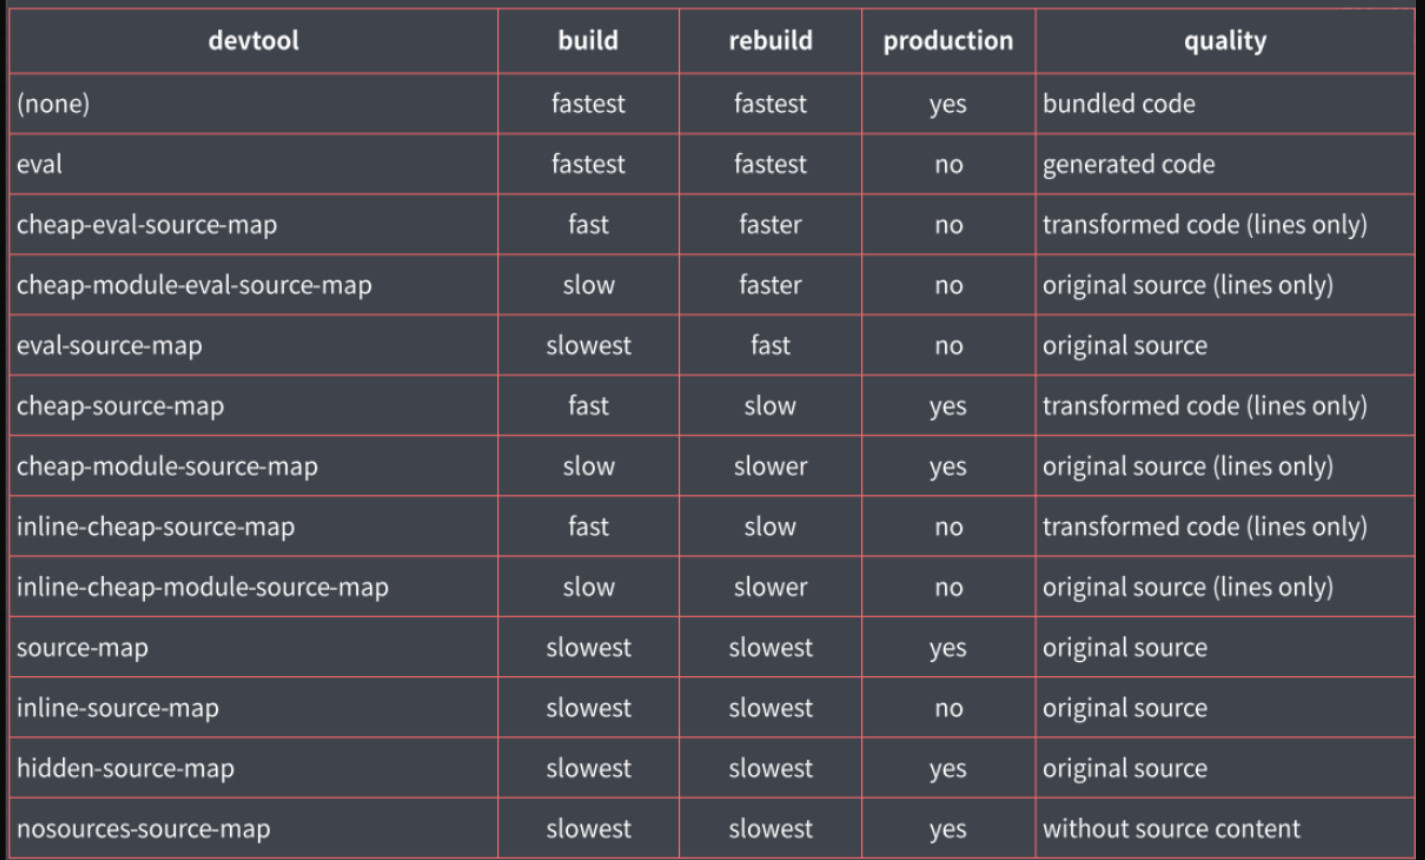 devtool build rebuild production quality
(none) fastest fastest yes bundled code
eval fastest fastest no generated code
cheap-eval-source-map fast faster no transformed code (lines only)
cheap-module-eval-source-map slow faster no original source (lines only)
eval-source-map slowest fast no original source
cheap-source-map fast slow yes transformed code (lines only)
cheap-module-source-map slow slower yes original source (lines only)
inline-cheap-source-map fast slow no transformed code (lines only)
inline-cheap-module-source-map slow slower no original source (lines only)
source-map slowest slowest yes original source
inline-source-map slowest slowest no original source
hidden-source-map slowest slowest yes original source
nosources-source-map slowest slowest yes without source content